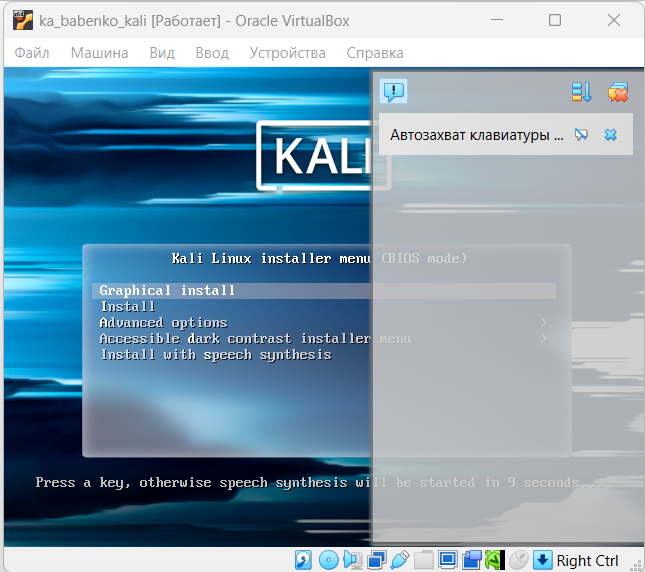 ka_babenko_kali [Работает] - Oracle VirtualBox
Файл Машина Вид Ввод Устройства Справка
Автозахват клавиатуры ...
KALI
Kali Linux installer menu (BIOS mode)
Graphical install
Install
Advanced options
Accessible dark contrast installer menu
Install with speech synthesis
Press a key, otherwise speech synthesis will be started in 9 seconds...
Right Ctrl